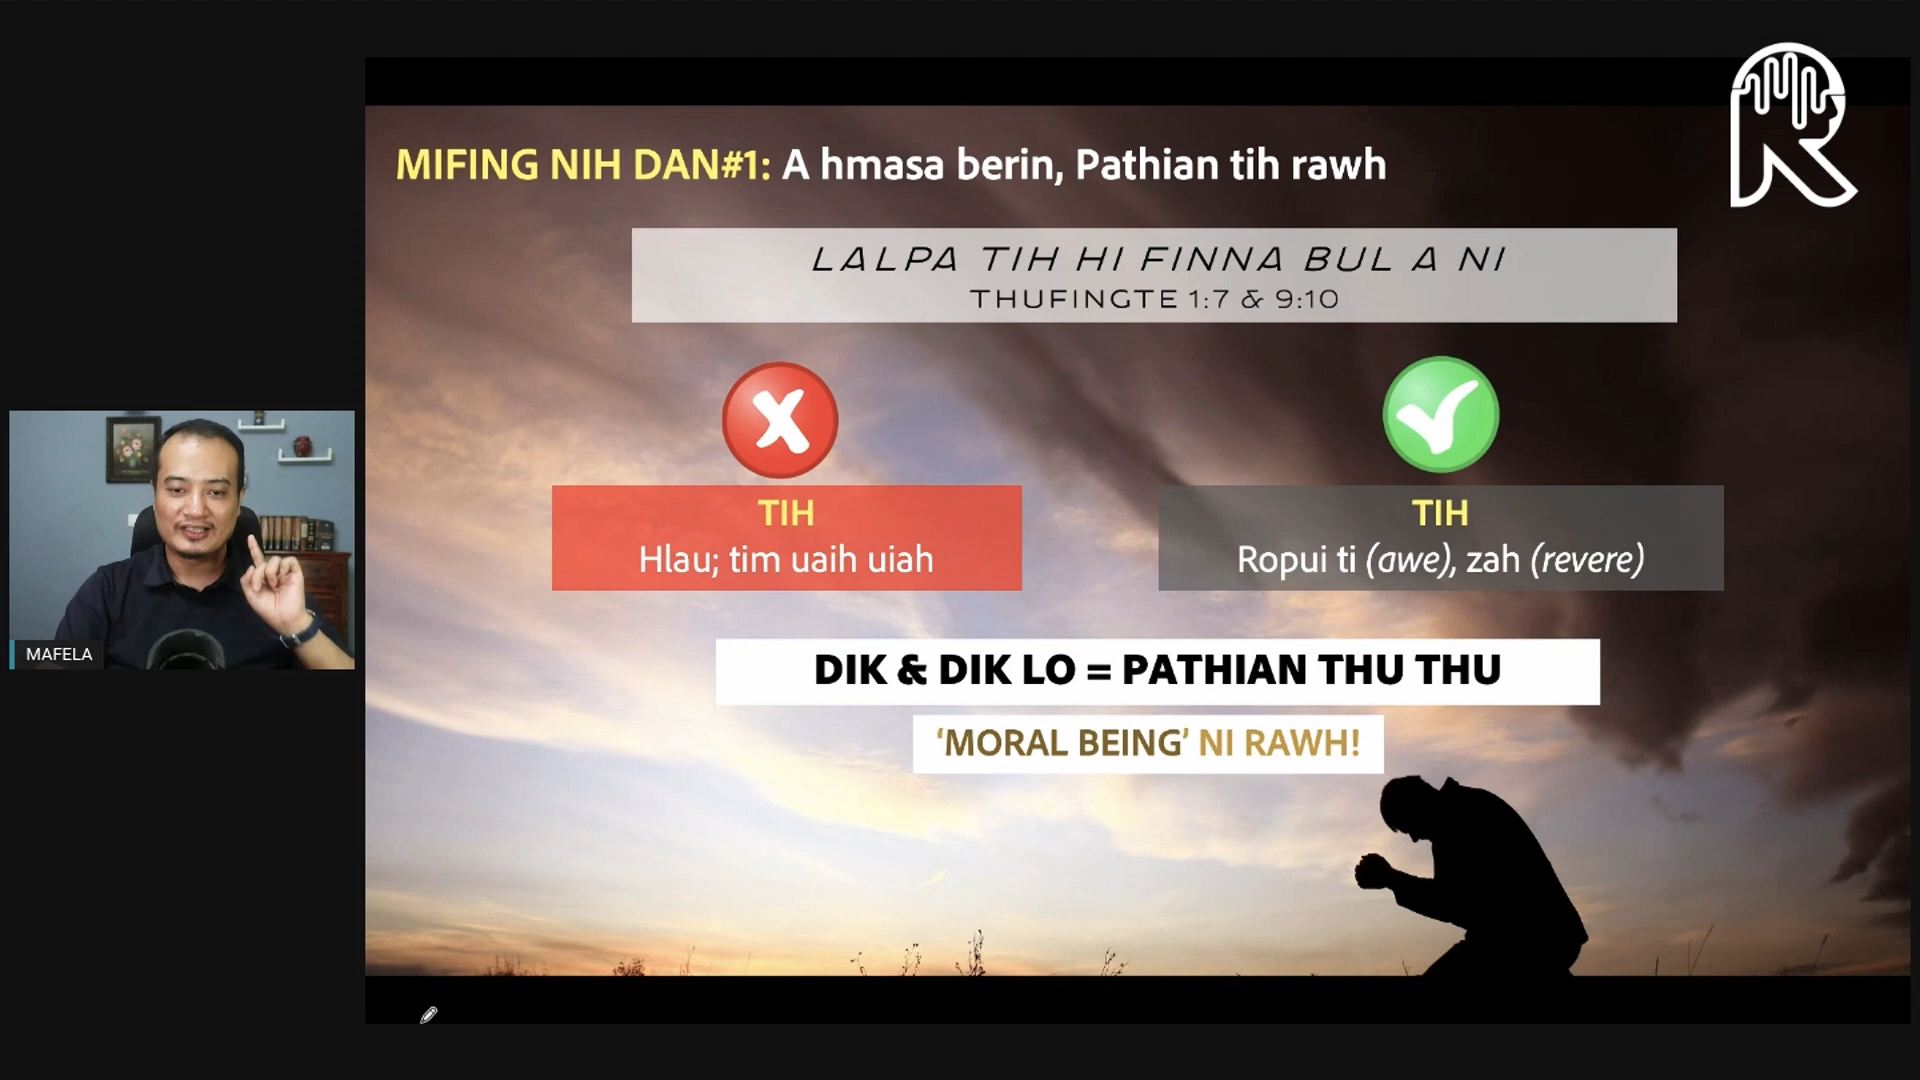 MIFING NIH DAN#1: A hmasa berin, Pathian tih rawh
LALPA TIH HI FINNA BUL A NI
THUFINGTE 1:7 & 9:10
TIH
Hlau; tim uaih uiah
TIH
Ropui ti (awe), zah (revere)
DIK & DIK LO = PATHIAN THU THU
‘MORAL BEING’ NI RAWH!
MAFELA